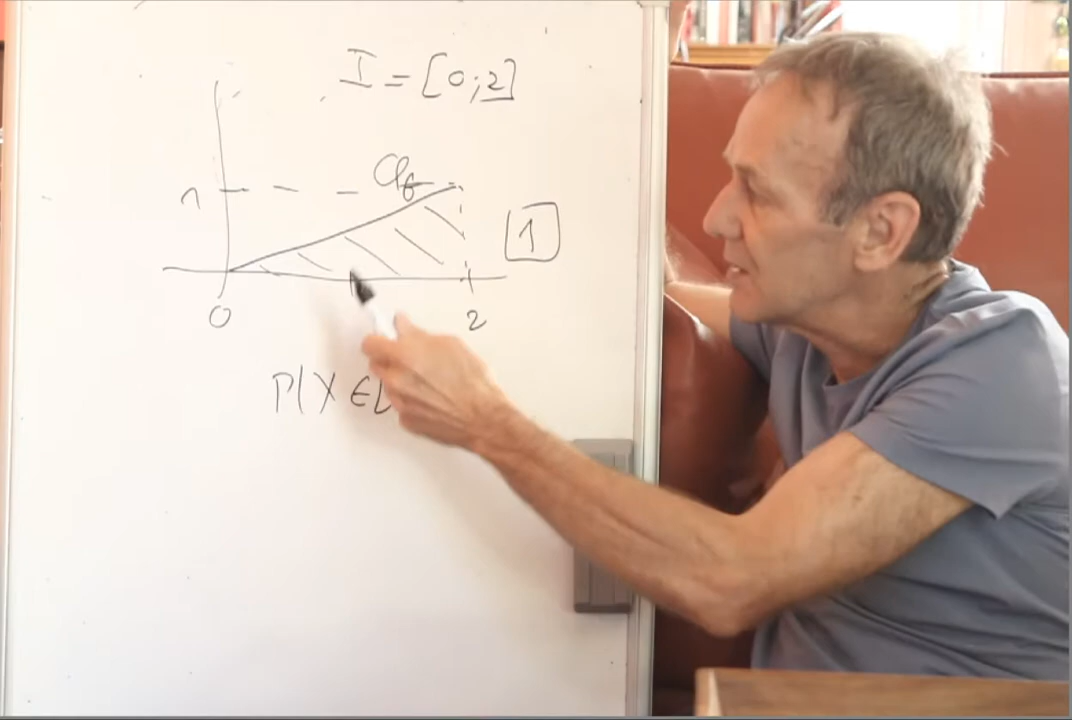 I = [0;2]
1
C_f
1
0
2
P(X ∈ [